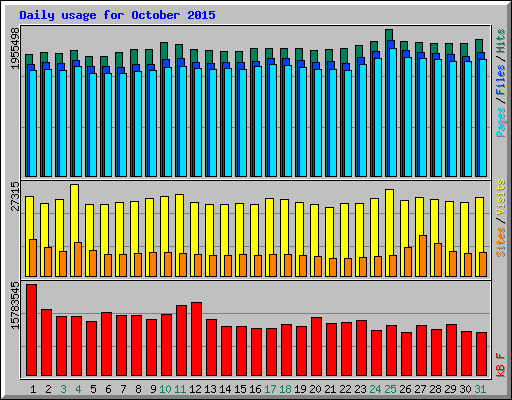 Daily usage for October 2015
1955498
Pages / Files / Hits
27315
Sites / Visits
15783545
kB F
1 2 3 4 5 6 7 8 9 10 11 12 13 14 15 16 17 18 19 20 21 22 23 24 25 26 27 28 29 30 31